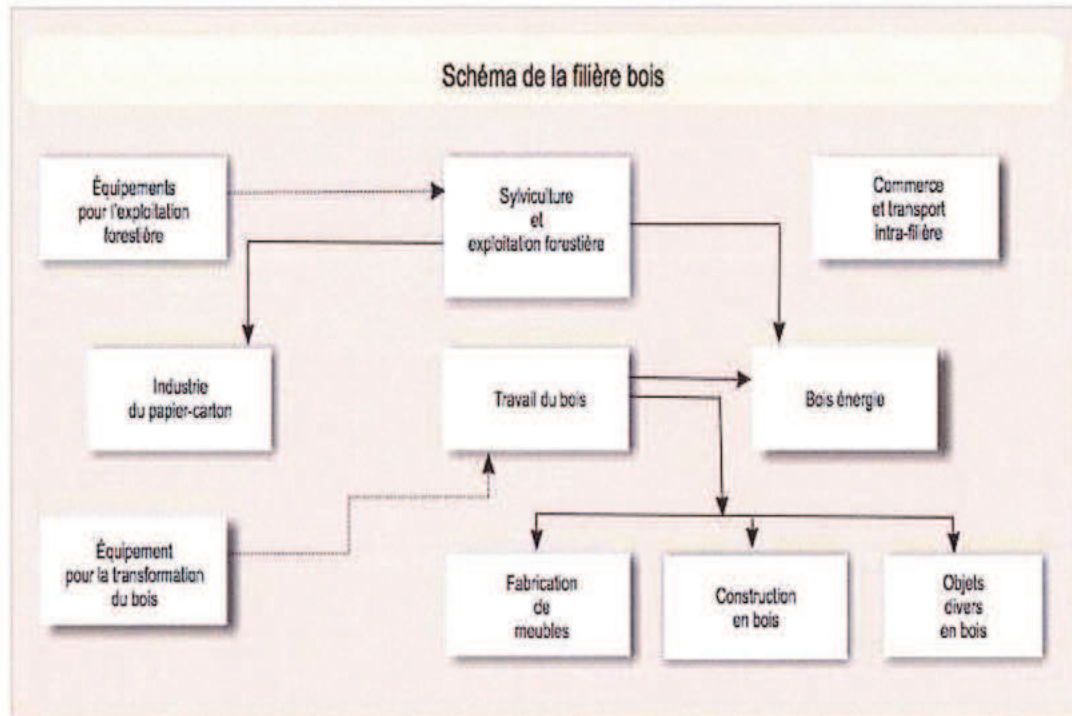 Schéma de la filière bois
Équipements
pour l'exploitation
forestière
Sylviculture
et
exploitation forestière
Commerce
et transport
intra-filière
Industrie
du papier-carton
Travail du bois
Bois énergie
Équipement
pour la transformation
du bois
Fabrication
de
meubles
Construction
en bois
Objets
divers
en bois